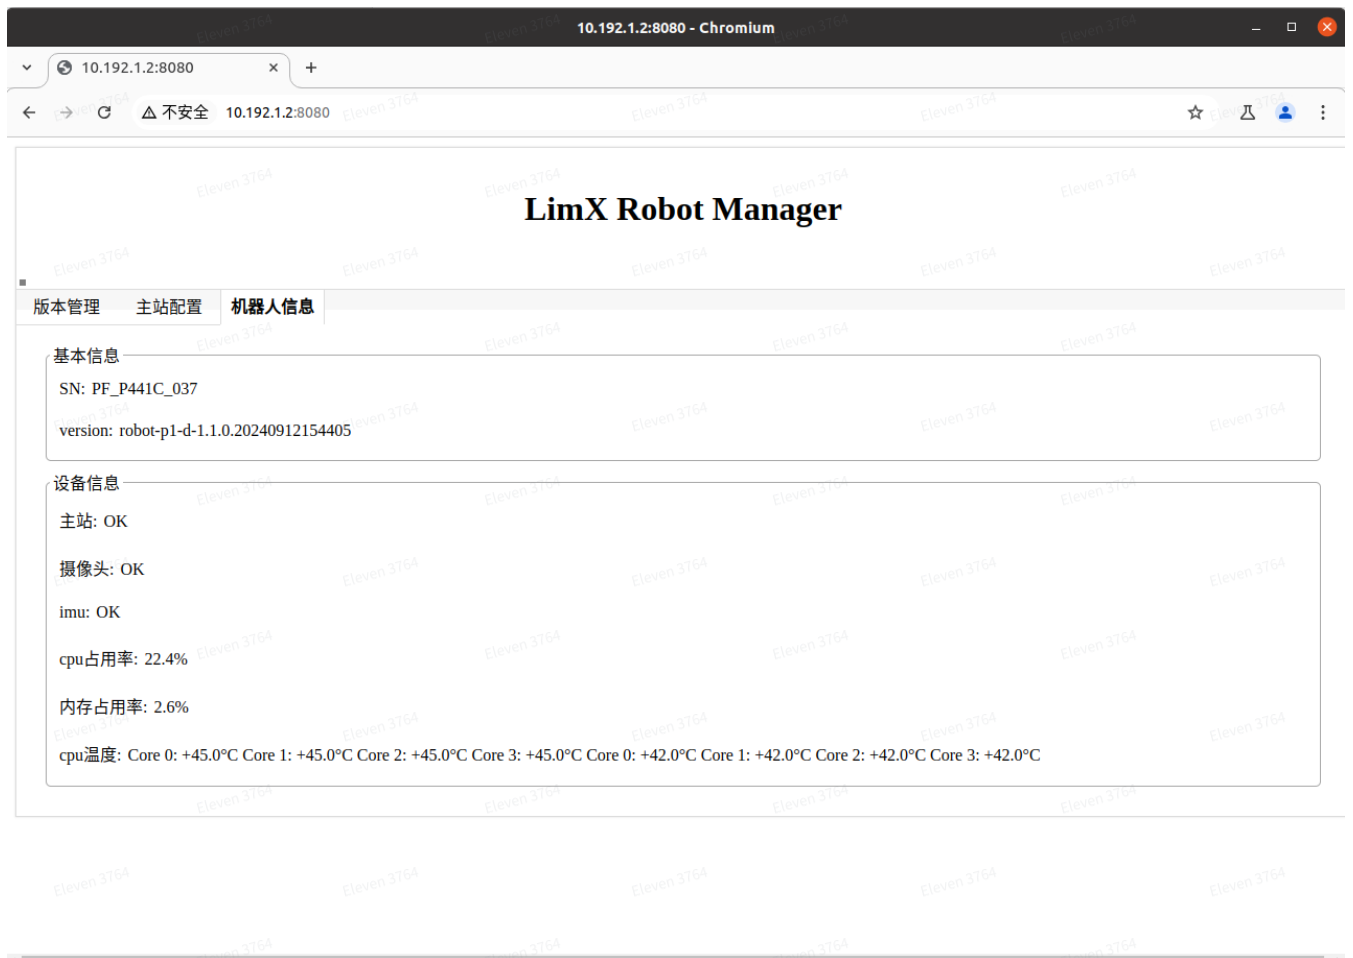 10.192.1.2:8080 - Chromium
10.192.1.2:8080
不安全 10.192.1.2:8080
LimX Robot Manager
版本管理 主站配置 机器人信息
基本信息
SN: PF_P441C_037
version: robot-p1-d-1.1.0.20240912154405
设备信息
主站: OK
摄像头: OK
imu: OK
cpu占用率: 22.4%
内存占用率: 2.6%
cpu温度: Core 0: +45.0°C Core 1: +45.0°C Core 2: +45.0°C Core 3: +45.0°C Core 0: +42.0°C Core 1: +42.0°C Core 2: +42.0°C Core 3: +42.0°C
Eleven 3764